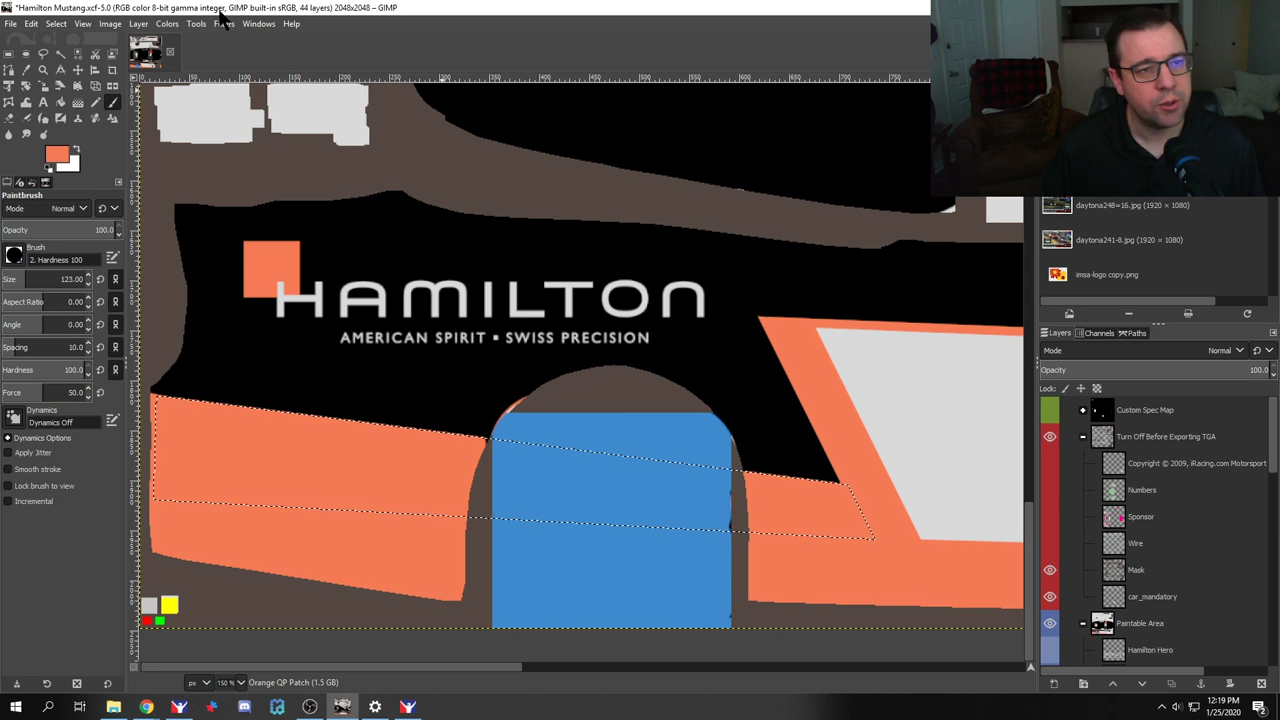 *Hamilton Mustang.xcf-5.0 (RGB color 8-bit gamma integer, GIMP built-in sRGB, 44 layers) 2048x2048 – GIMP
File Edit Select View Image Layer Colors Tools Filters Windows Help
Paintbrush
Mode Normal
Opacity 100.0
Brush
2. Hardness 100
Size 123.00
Aspect Ratio 0.00
Angle 0.00
Spacing 10.0
Hardness 100.0
Force 50.0
Dynamics
Dynamics Off
Dynamics Options
Apply Jitter
Smooth stroke
Lock brush to view
Incremental
HAMILTON
AMERICAN SPIRIT ▪ SWISS PRECISION
daytona248=16.jpg (1920 × 1080)
daytona241-8.jpg (1920 × 1080)
imsa-logo copy.png
Layers Channels Paths
Mode Normal
Opacity 100.0
Lock:
Custom Spec Map
Turn Off Before Exporting TGA
Copyright © 2009, iRacing.com Motorsport
Numbers
Sponsor
Wire
Mask
car_mandatory
Paintable Area
Hamilton Hero
px 150 % Orange QP Patch (1.5 GB)
12:19 PM
1/25/2020